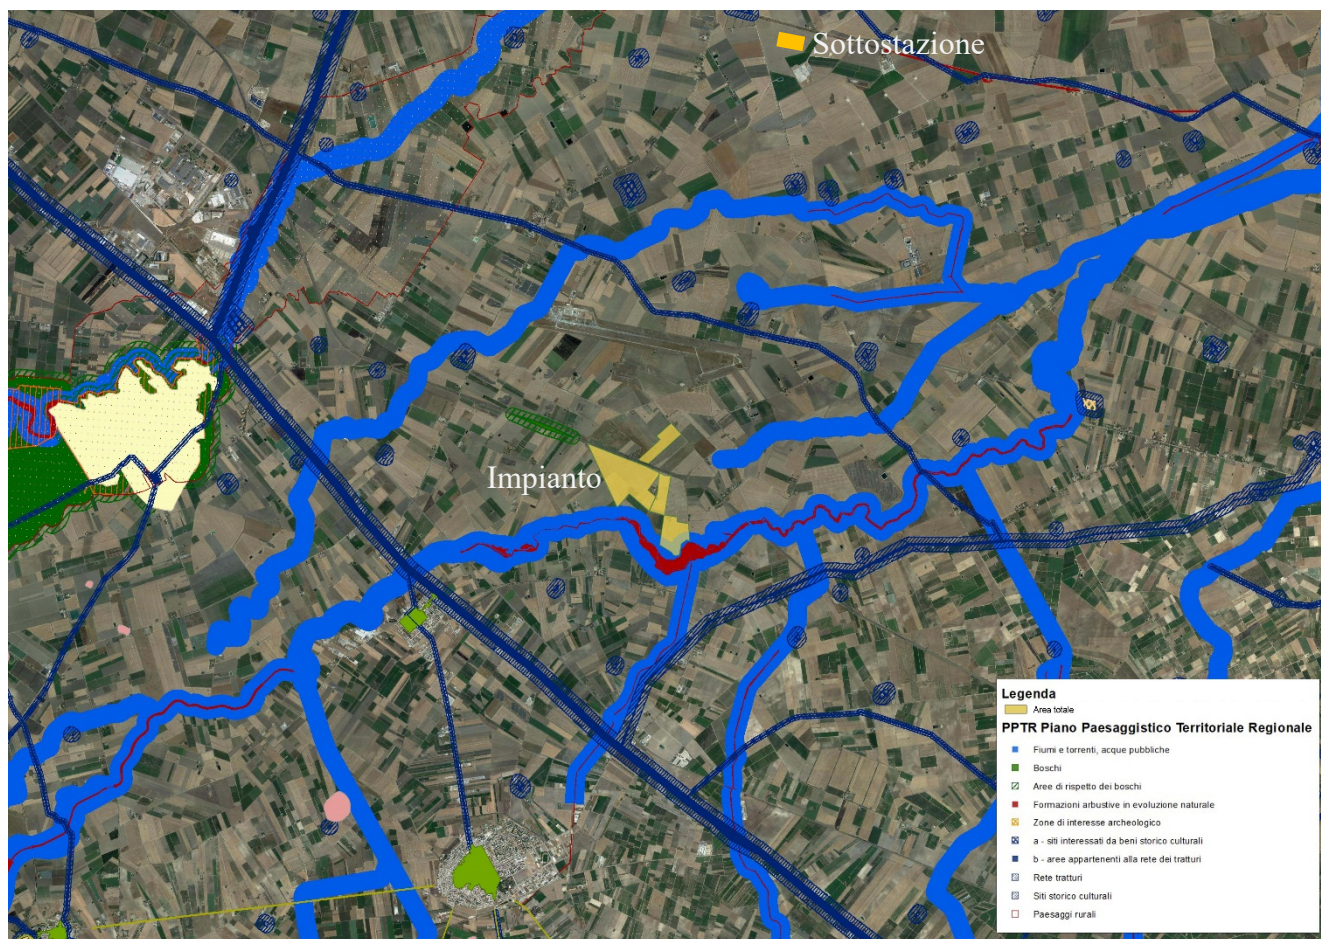 Sottostazione
Impianto
Legenda
Area totale
PPTR Piano Paesaggistico Territoriale Regionale
Fiumi e torrenti, acque pubbliche
Boschi
Aree di rispetto dei boschi
Formazioni arbustive in evoluzione naturale
Zone di interesse archeologico
a - siti interessati da beni storico culturali
b - aree appartenenti alla rete dei tratturi
Rete tratturi
Siti storico culturali
Paesaggi rurali